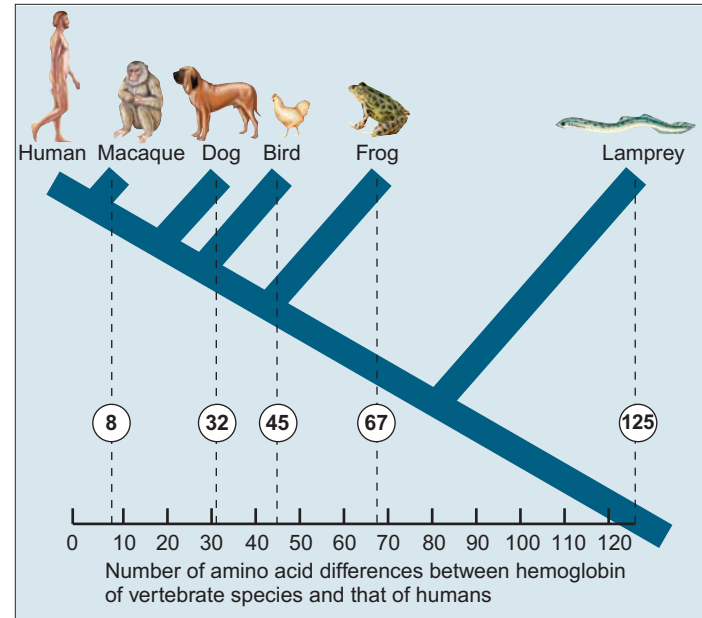 Human Macaque Dog Bird Frog Lamprey
8 32 45 67 125
0 10 20 30 40 50 60 70 80 90 100 110 120
Number of amino acid differences between hemoglobin
of vertebrate species and that of humans